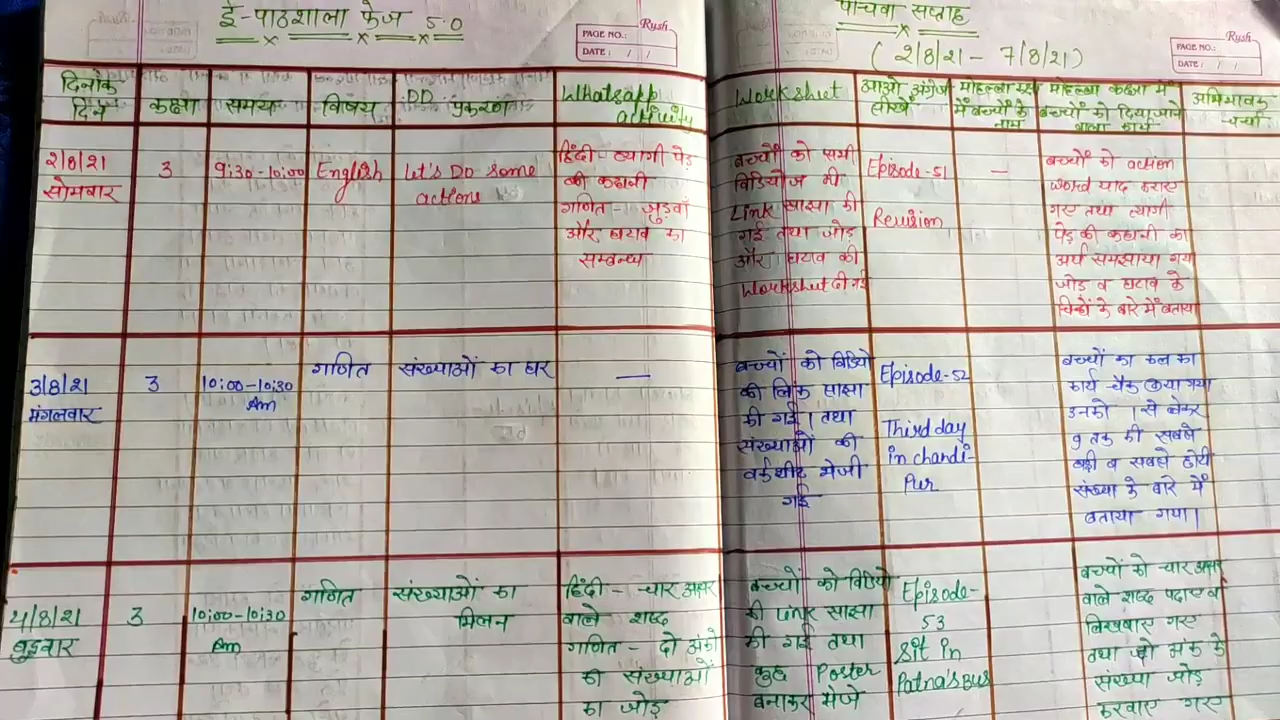 ई-पाठशाला फेज 5.0
Rush
PAGE NO.:
DATE: / /
पांचवा सप्ताह
(2/8/21 - 7/8/21)
Rush
PAGE NO.:
DATE: / /
दिनांक
दिन
कक्षा
समय
विषय
DD
प्रकरण
Whatsapp
activity
Worksheet
आओ अंग्रेजी
सीखें
मोहल्ला कक्षा
में बच्चों के
नाम
मोहल्ला कक्षा में
बच्चों को दिया जाने
वाला कार्य
अभिभावक
चर्चा
2/8/21
सोमवार
3
9:30-10:00
English
Let's Do some
actions
हिंदी- त्यागी पेड़
की कहानी
गणित- जुड़वाँ
और घटाव का
सम्बन्ध
बच्चों को सभी
विडियोज की
Link साझा की
गई तथा जोड़
और घटाव की
Worksheet दी गई
Episode-51
Revision
—
बच्चों को action
word याद कराए
गए तथा त्यागी
पेड़ की कहानी का
अर्थ समझाया गया
जोड़ व घटाव के
चिन्हों के बारे में बताया
3/8/21
मंगलवार
3
10:00-10:30
Am
गणित
संख्याओं का घर
—
बच्चों को विडियो
की लिंक साझा
की गई। तथा
संख्याओं की
वर्कशीट भेजी
गई
Episode-52
Third day
in chandi-
Pur
बच्चों का कल का
कार्य चैक किया गया
उनको 1 से लेकर
9 तक की सबसे
बड़ी व सबसे छोटी
संख्या के बारे में
बताया गया।
4/8/21
बुद्धवार
3
10:00-10:30
Am
गणित
संख्याओं का
मिलन
हिंदी- चार अक्षर
वाले शब्द
गणित- दो अंको
की संख्याओं
का जोड़
बच्चों को विडियो
की Link साझा
की गई तथा
कुछ Poster
बनाकर भेजे
Episode-
53
Sit in
Patna's Bus
बच्चों को चार अक्षर
वाले शब्द पढाए व
लिखवाए गए
तथा दो अंक के
संख्या जोड़
करवाए गए